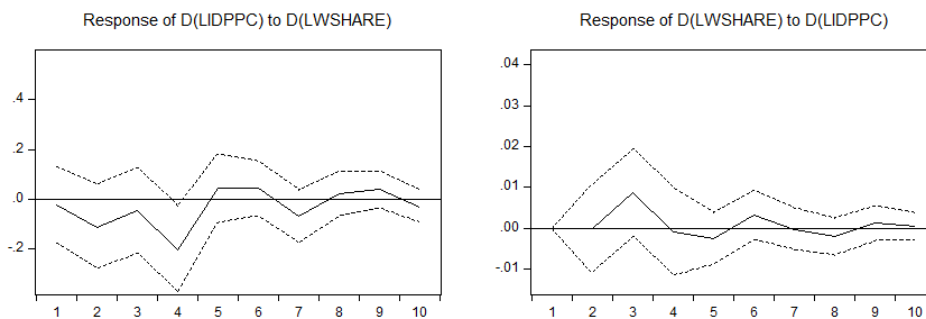 Response of D(LIDPPC) to D(LWSHARE)
.4
.2
.0
-.2
1 2 3 4 5 6 7 8 9 10
Response of D(LWSHARE) to D(LIDPPC)
.04
.03
.02
.01
.00
-.01
1 2 3 4 5 6 7 8 9 10